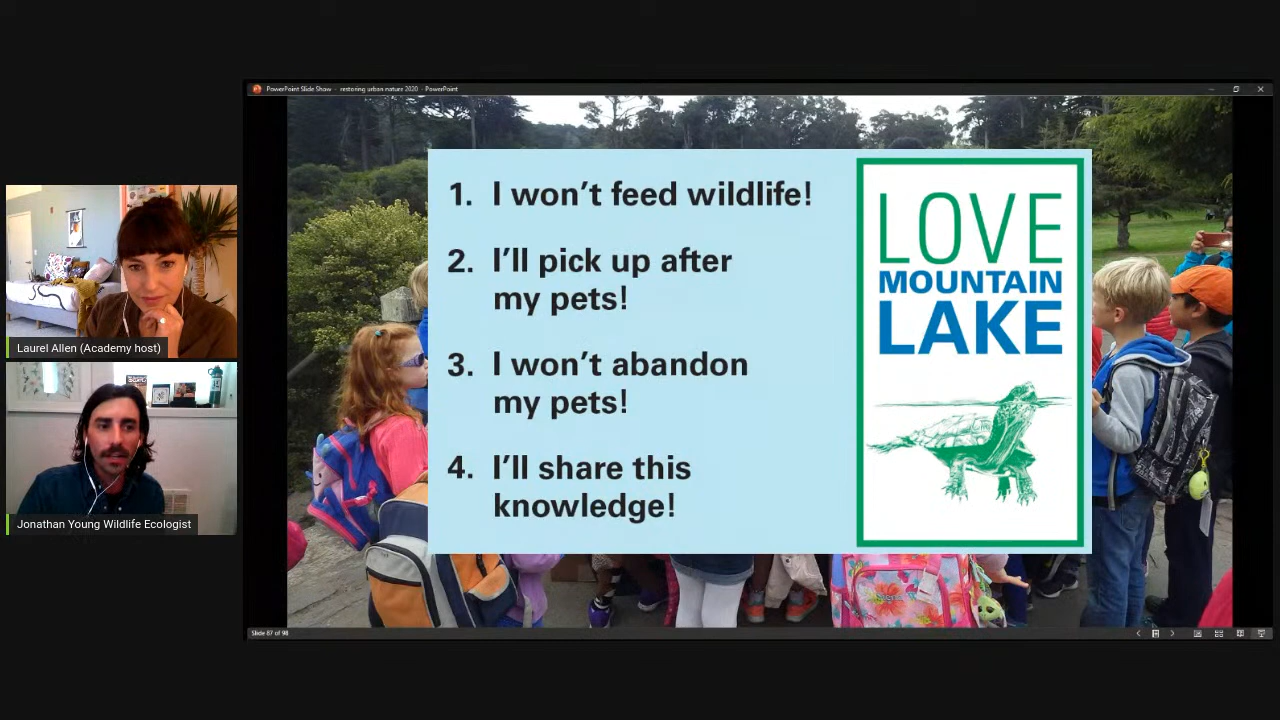 PowerPoint Slide Show - restoring urban nature 2020 - PowerPoint
1. I won't feed wildlife!
2. I'll pick up after
my pets!
3. I won't abandon
my pets!
4. I'll share this
knowledge!
LOVE
MOUNTAIN
LAKE
Laurel Allen (Academy host)
Jonathan Young Wildlife Ecologist
Slide 87 of 98